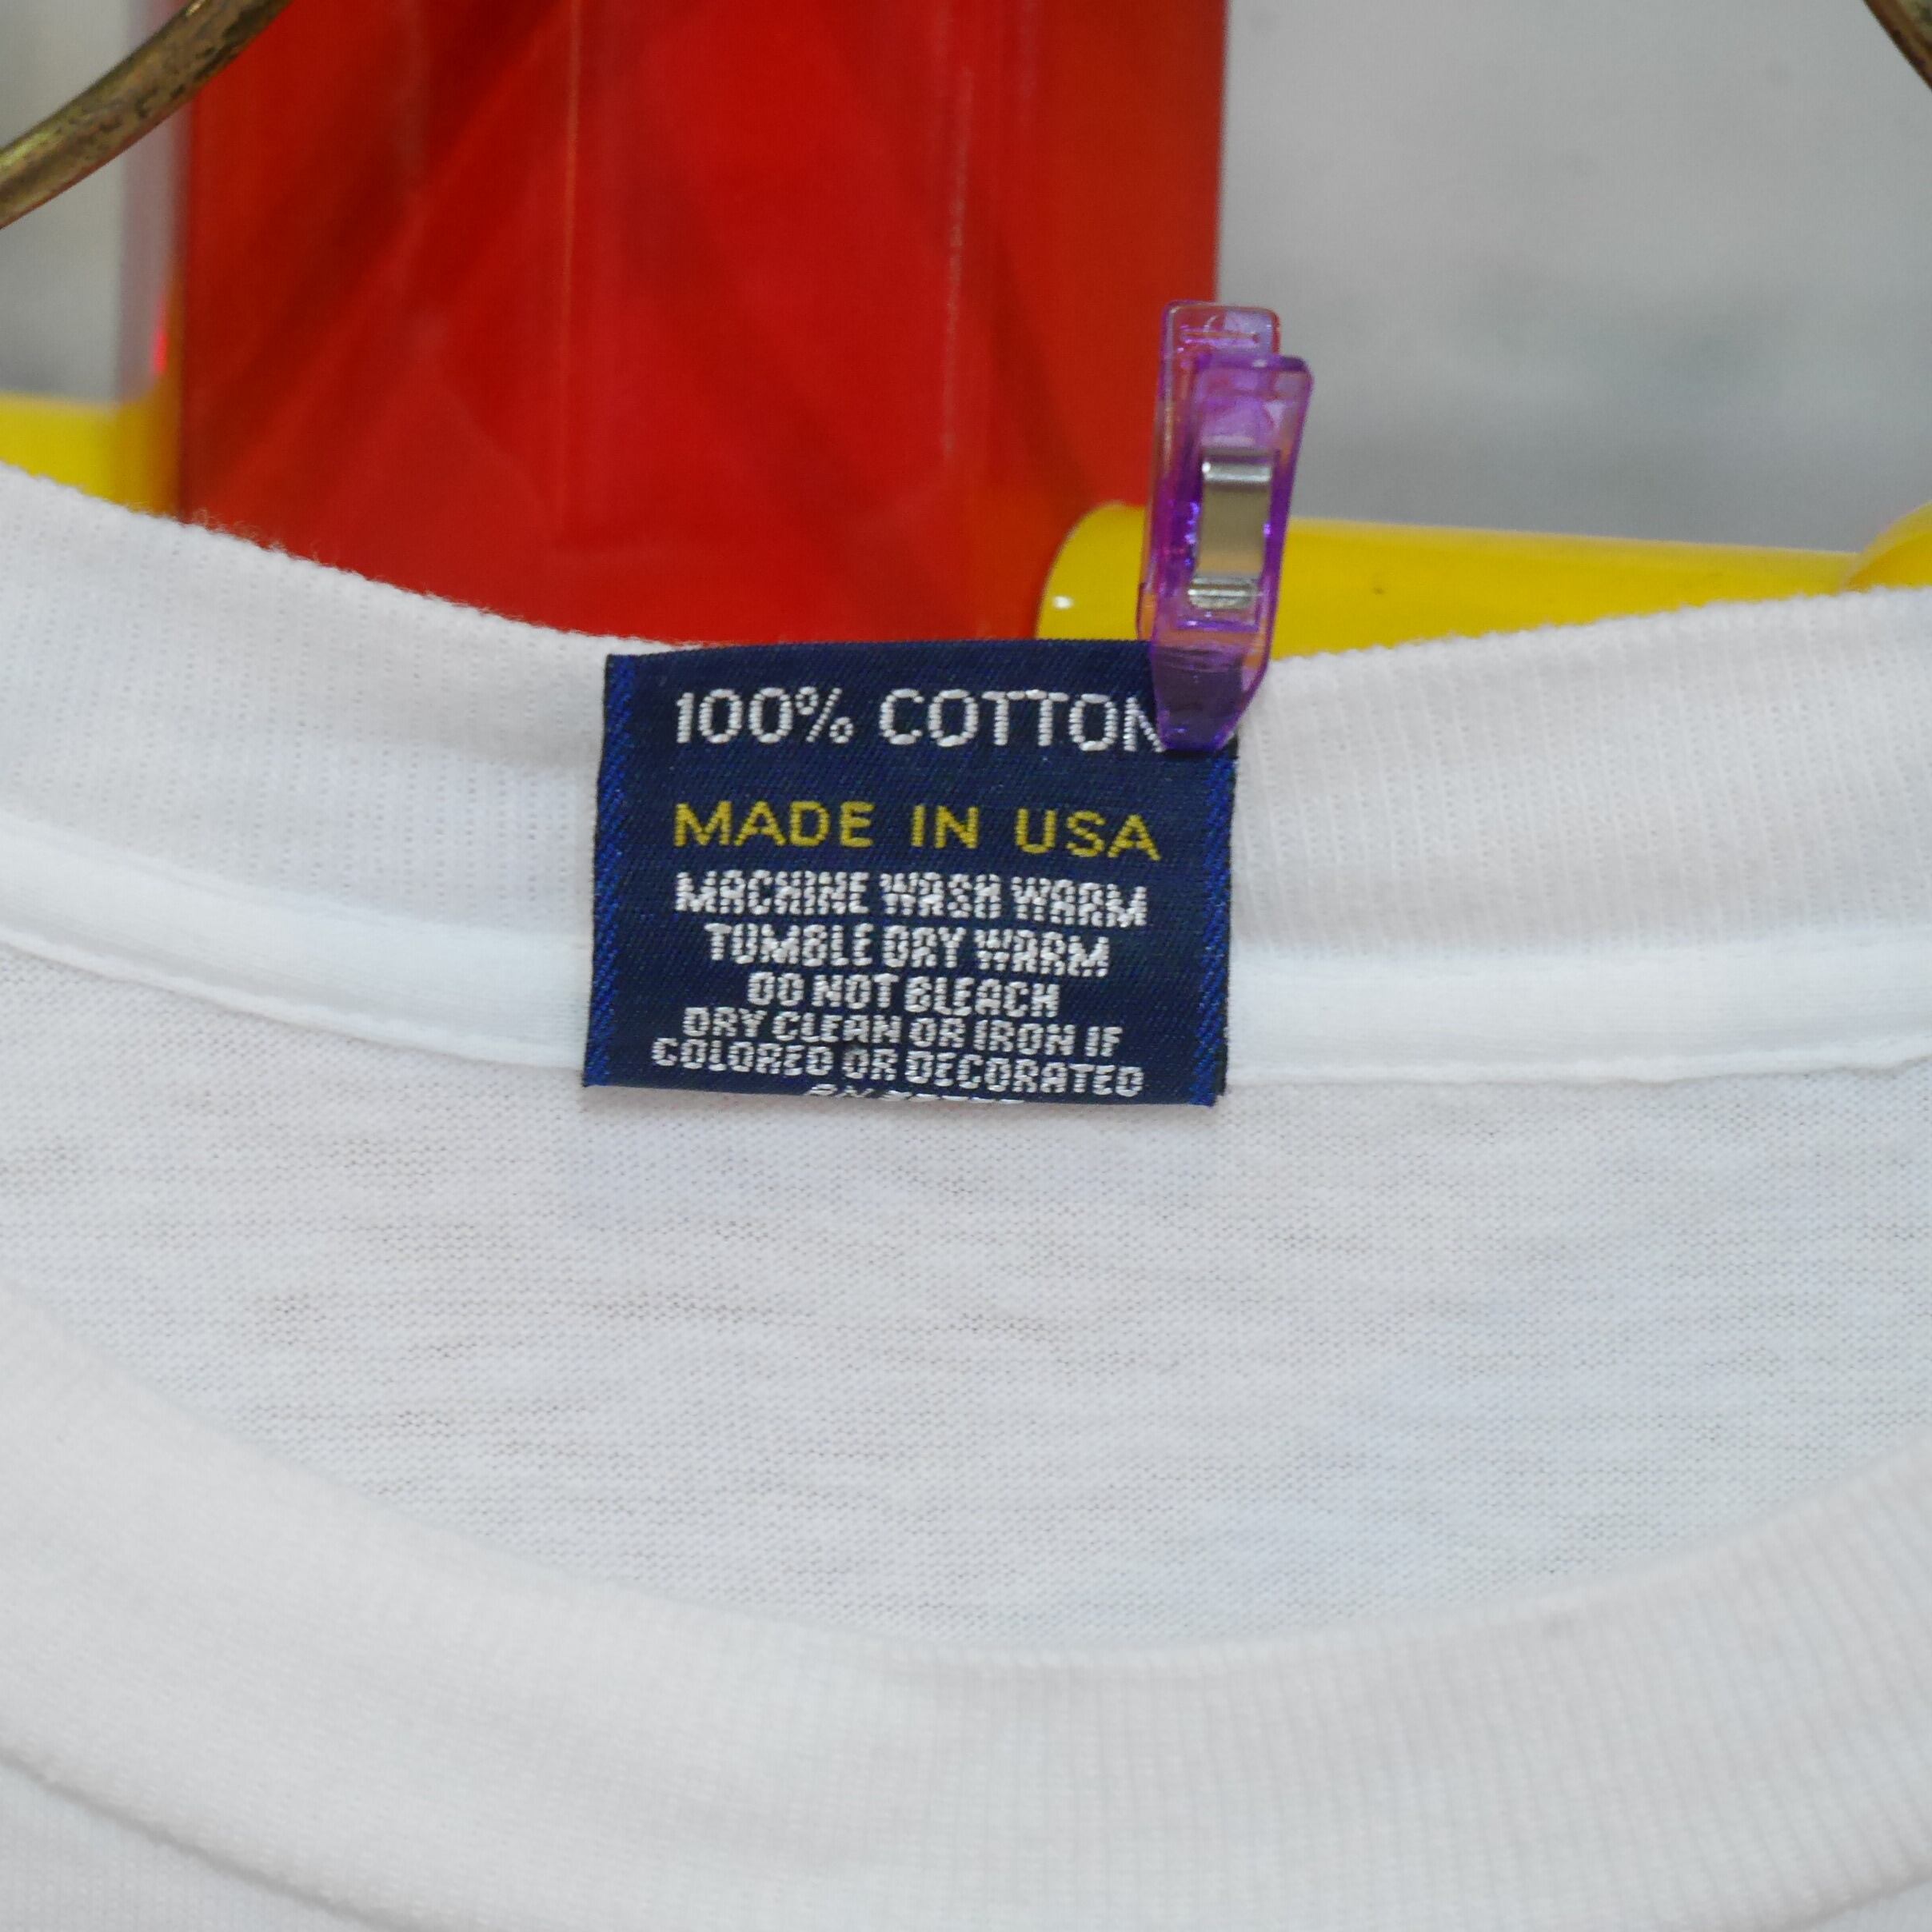 100% COTTON
MADE IN USA
MACHINE WASH WARM
TUMBLE DRY WARM
DO NOT BLEACH
DRY CLEAN OR IRON IF
COLORED OR DECORATED